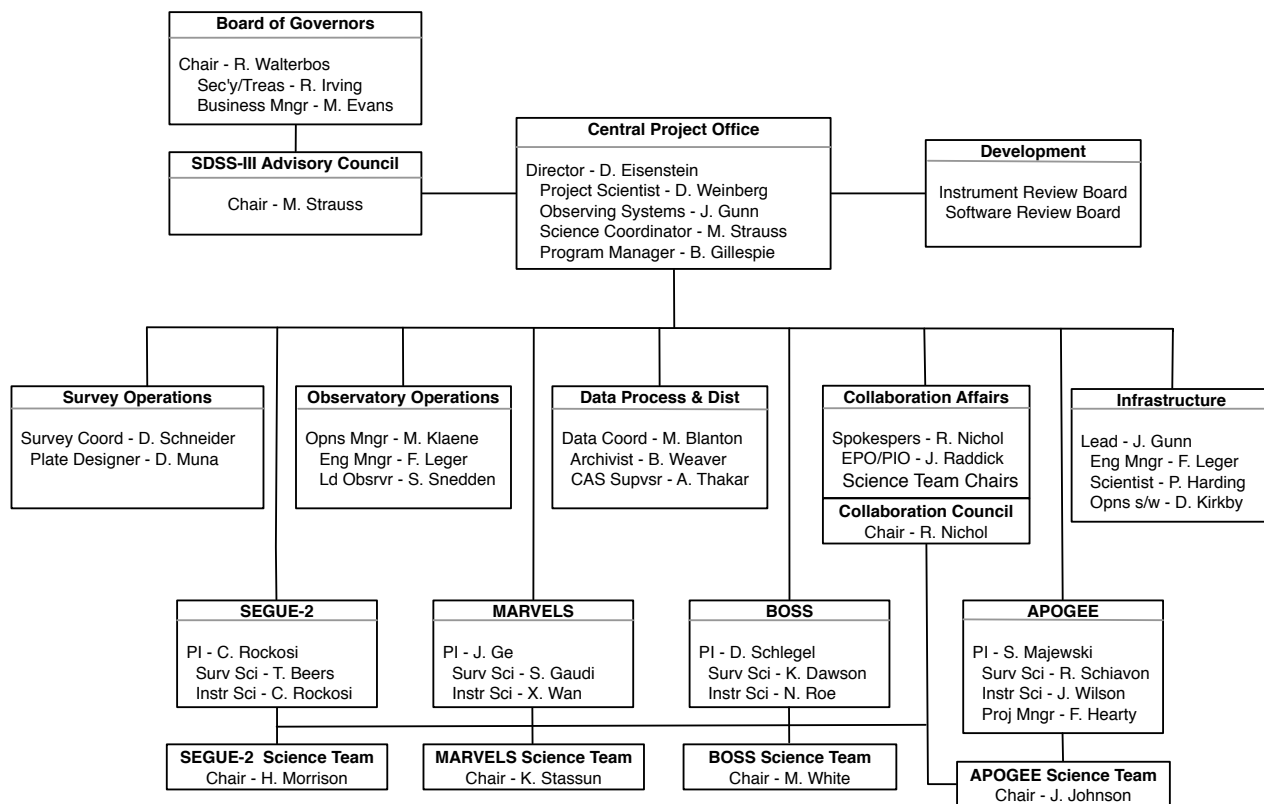 Board of Governors
Chair - R. Walterbos
Sec'y/Treas - R. Irving
Business Mngr - M. Evans
SDSS-III Advisory Council
Chair - M. Strauss
Central Project Office
Director - D. Eisenstein
Project Scientist - D. Weinberg
Observing Systems - J. Gunn
Science Coordinator - M. Strauss
Program Manager - B. Gillespie
Development
Instrument Review Board
Software Review Board
Survey Operations
Survey Coord - D. Schneider
Plate Designer - D. Muna
Observatory Operations
Opns Mngr - M. Klaene
Eng Mngr - F. Leger
Ld Obsrvr - S. Snedden
Data Process & Dist
Data Coord - M. Blanton
Archivist - B. Weaver
CAS Supvsr - A. Thakar
Collaboration Affairs
Spokespers - R. Nichol
EPO/PIO - J. Raddick
Science Team Chairs
Collaboration Council
Chair - R. Nichol
Infrastructure
Lead - J. Gunn
Eng Mngr - F. Leger
Scientist - P. Harding
Opns s/w - D. Kirkby
SEGUE-2
PI - C. Rockosi
Surv Sci - T. Beers
Instr Sci - C. Rockosi
MARVELS
PI - J. Ge
Surv Sci - S. Gaudi
Instr Sci - X. Wan
BOSS
PI - D. Schlegel
Surv Sci - K. Dawson
Instr Sci - N. Roe
APOGEE
PI - S. Majewski
Surv Sci - R. Schiavon
Instr Sci - J. Wilson
Proj Mngr - F. Hearty
SEGUE-2 Science Team
Chair - H. Morrison
MARVELS Science Team
Chair - K. Stassun
BOSS Science Team
Chair - M. White
APOGEE Science Team
Chair - J. Johnson